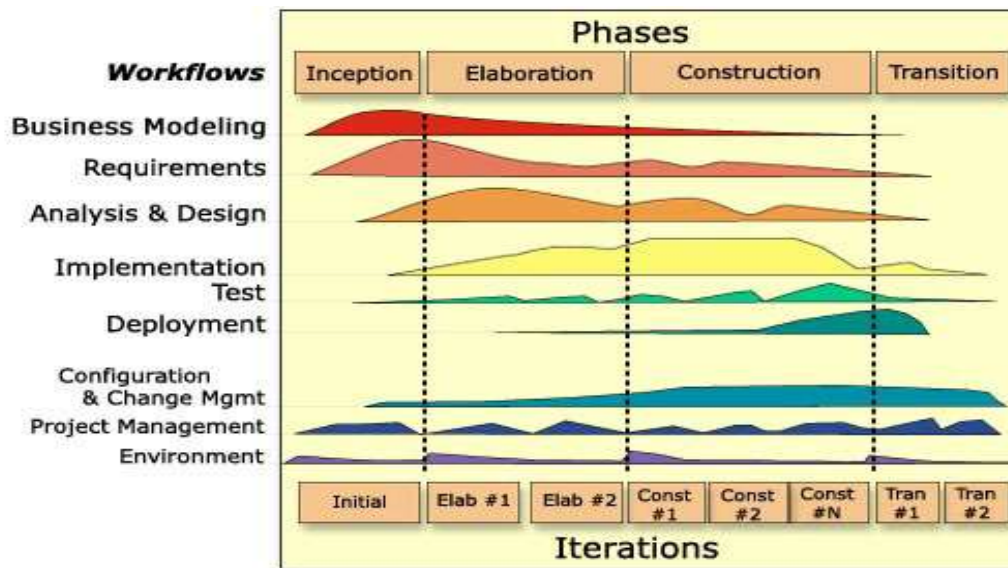 Phases
Workflows
Inception
Elaboration
Construction
Transition
Business Modeling
Requirements
Analysis & Design
Implementation
Test
Deployment
Configuration
& Change Mgmt
Project Management
Environment
Initial
Elab #1
Elab #2
Const
#1
Const
#2
Const
#N
Tran
#1
Tran
#2
Iterations